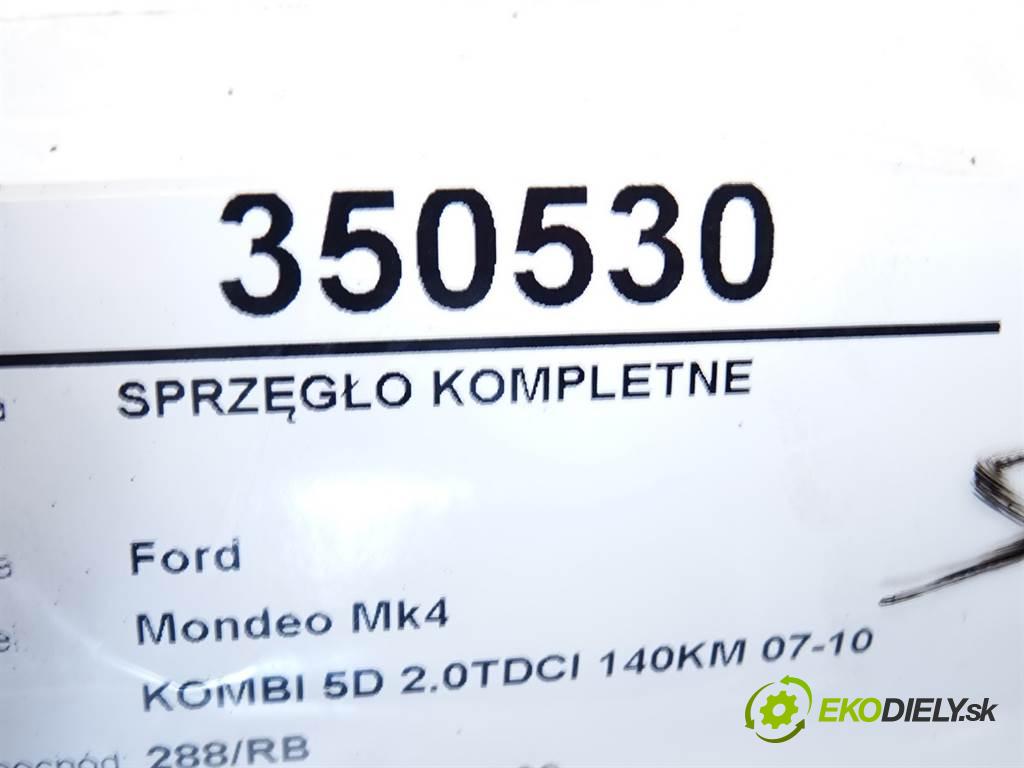 350530
SPRZĘGŁO KOMPLETNE
Ford
Mondeo Mk4
KOMBI 5D 2.0TDCI 140KM 07-10
288/RB
EKODIELY.sk